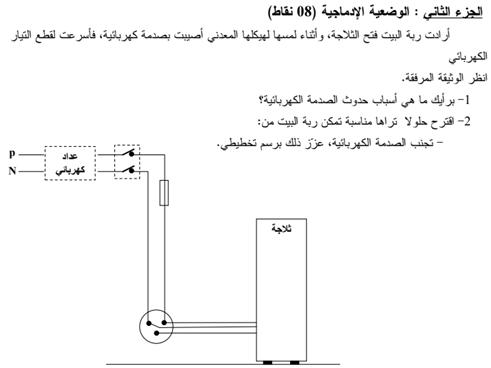 الجزء الثاني : الوضعية الإدماجية (08 نقاط)
أرادت ربة البيت فتح الثلاجة، وأثناء لمسها لهيكلها المعدني أصيبت بصدمة كهربائية، فأسرعت لقطع التيار
الكهربائي
انظر الوثيقة المرفقة.
1- برأيك ما هي أسباب حدوث الصدمة الكهربائية؟
2- اقترح حلولا تراها مناسبة تمكن ربة البيت من:
- تجنب الصدمة الكهربائية، عزّز ذلك برسم تخطيطي.
P
N
عداد
كهربائي
ثلاجة